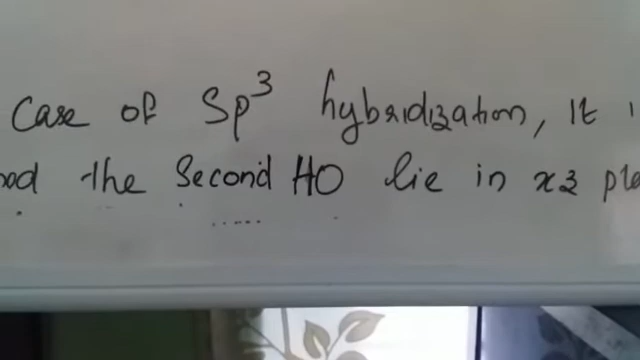 Case of Sp³ hybridization, It
the Second HO lie in xz